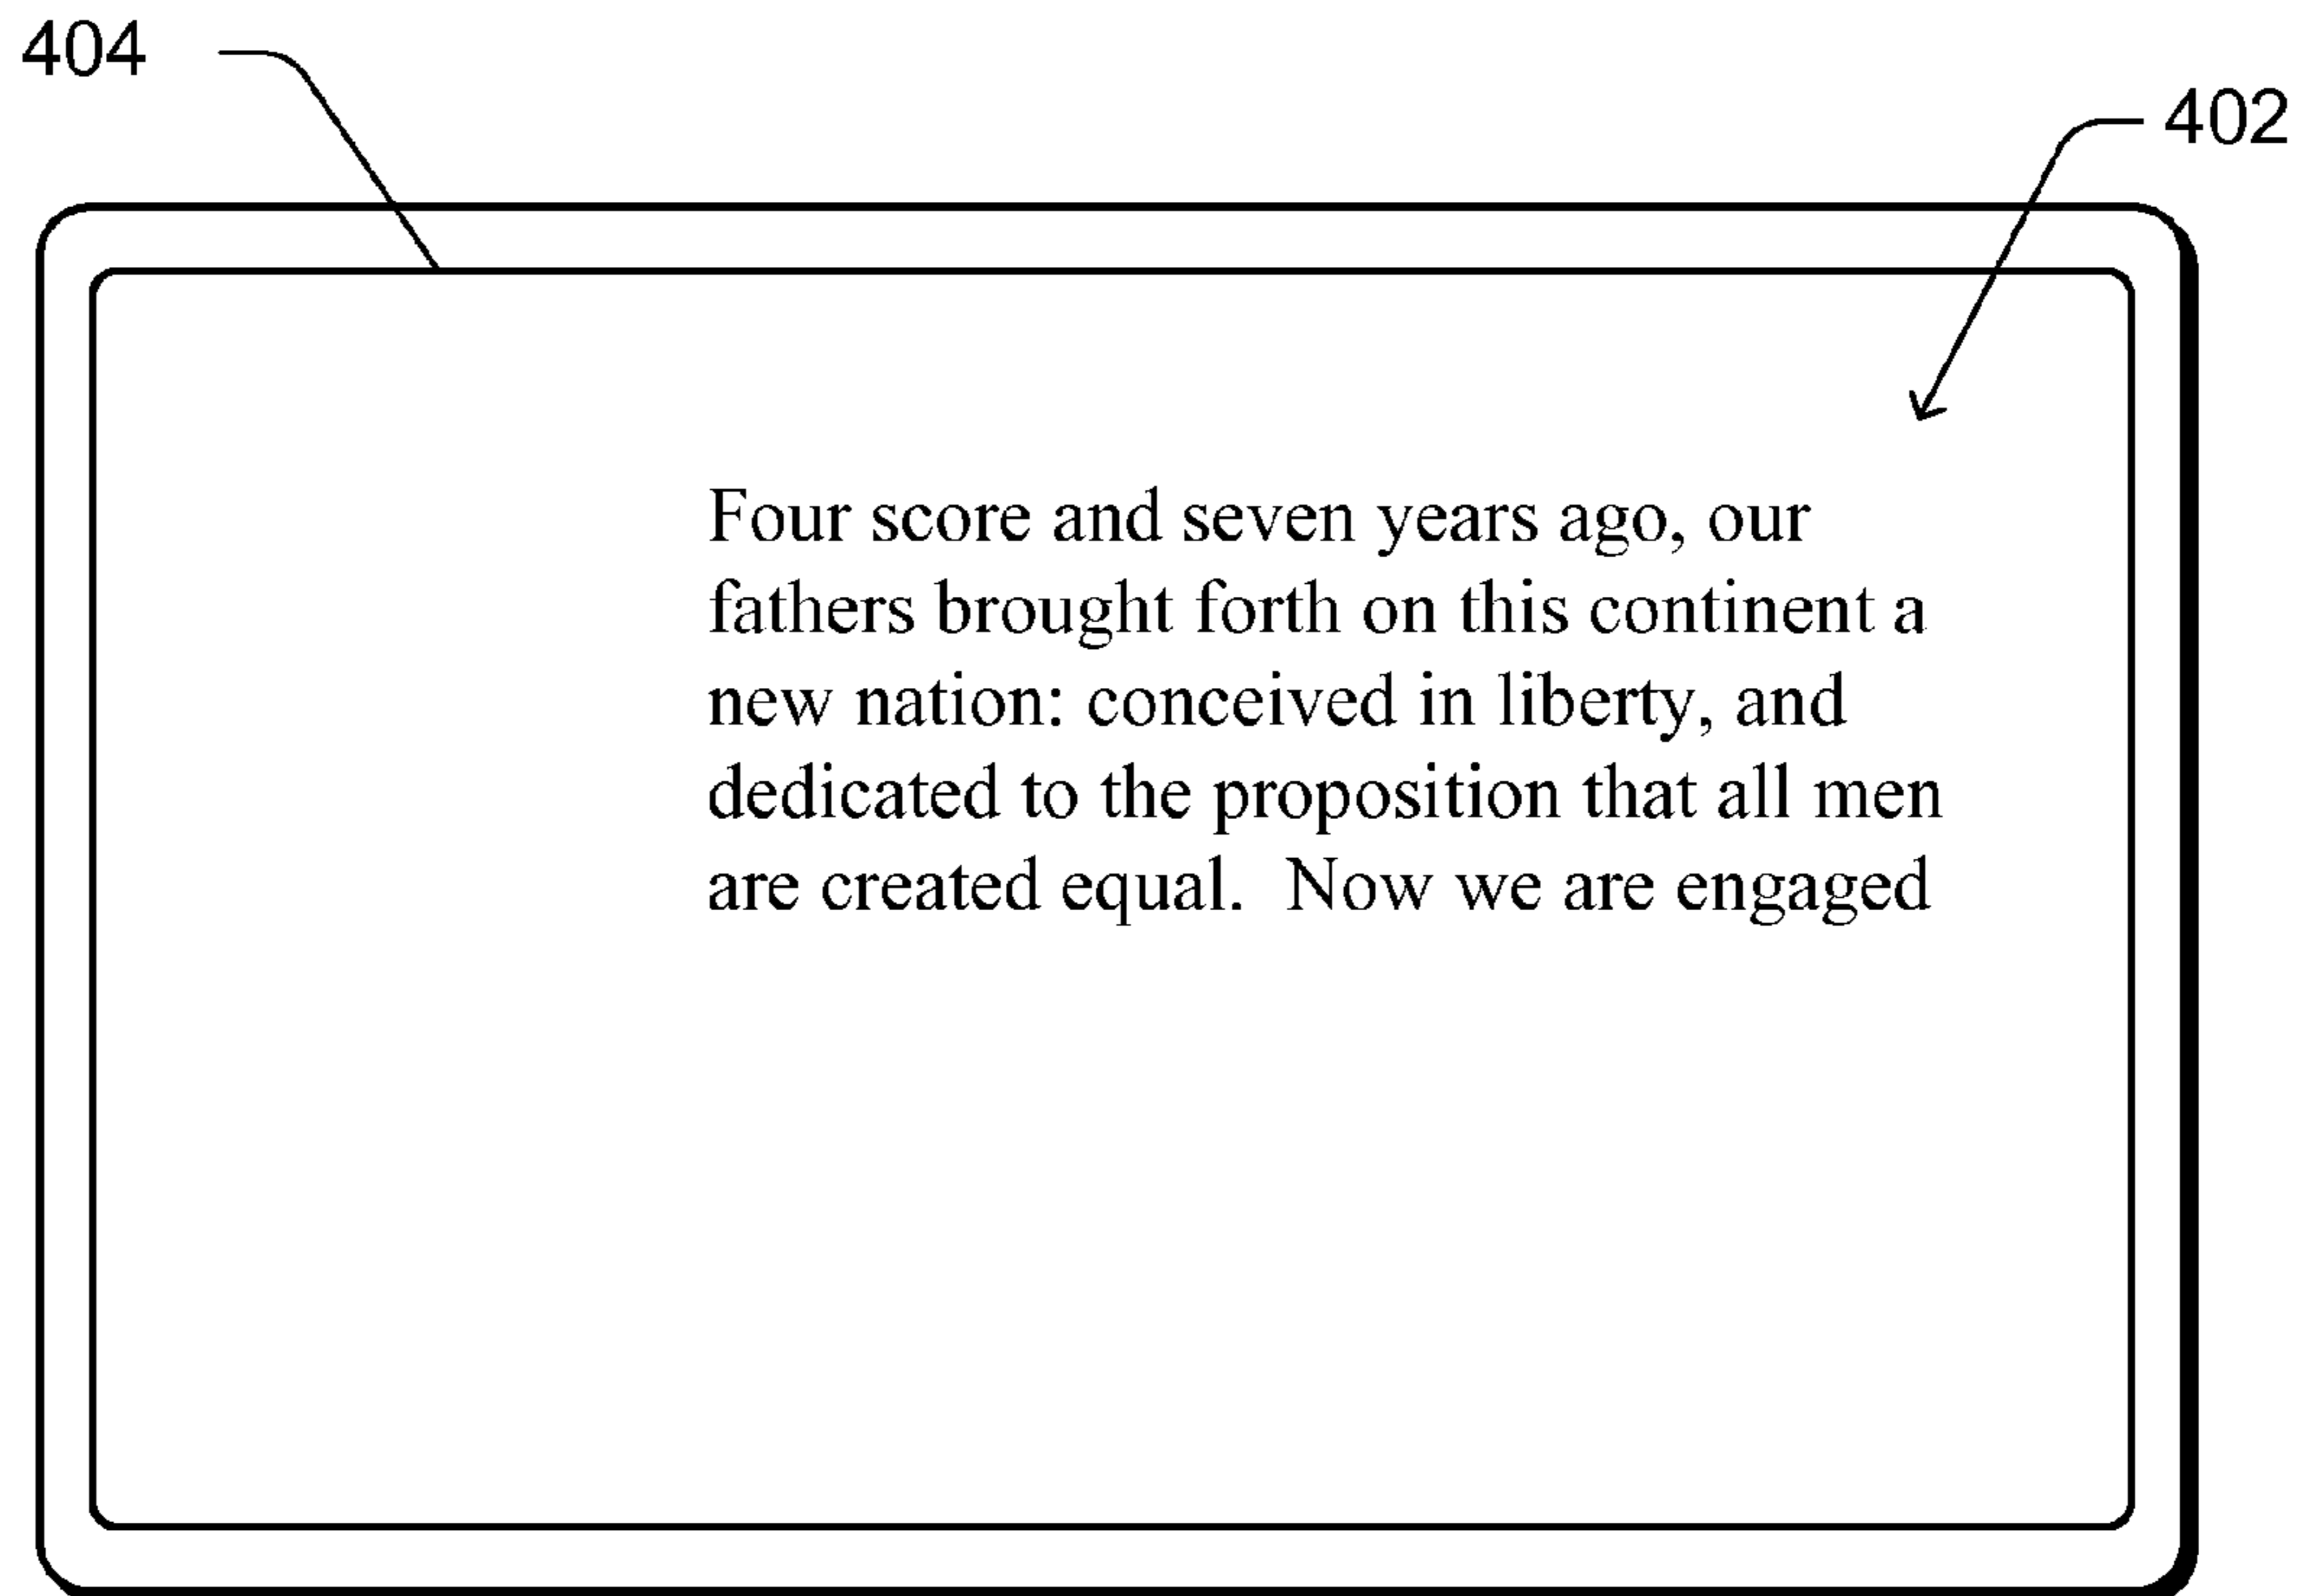 404
402
Four score and seven years ago, our
fathers brought forth on this continent a
new nation: conceived in liberty, and
dedicated to the proposition that all men
are created equal.  Now we are engaged